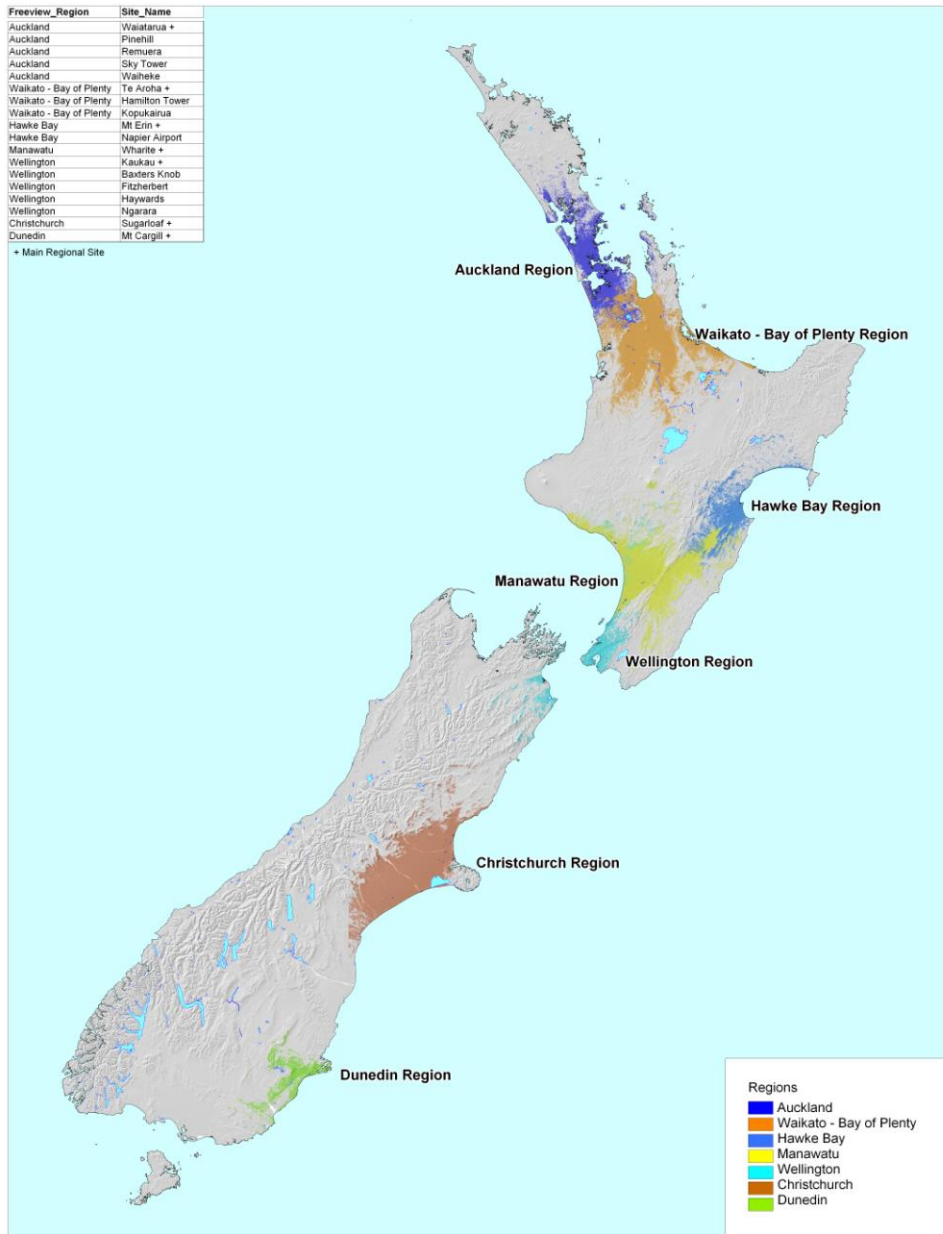 Freeview_Region Site_Name
Auckland Waiatarua +
Auckland Pinehill
Auckland Remuera
Auckland Sky Tower
Auckland Waiheke
Waikato - Bay of Plenty Te Aroha +
Waikato - Bay of Plenty Hamilton Tower
Waikato - Bay of Plenty Kopukairua
Hawke Bay Mt Erin +
Hawke Bay Napier Airport
Manawatu Wharite +
Wellington Kaukau +
Wellington Baxters Knob
Wellington Fitzherbert
Wellington Haywards
Wellington Ngarara
Christchurch Sugarloaf +
Dunedin Mt Cargill +
+ Main Regional Site
Auckland Region
Waikato - Bay of Plenty Region
Hawke Bay Region
Manawatu Region
Wellington Region
Christchurch Region
Dunedin Region
Regions
Auckland
Waikato - Bay of Plenty
Hawke Bay
Manawatu
Wellington
Christchurch
Dunedin